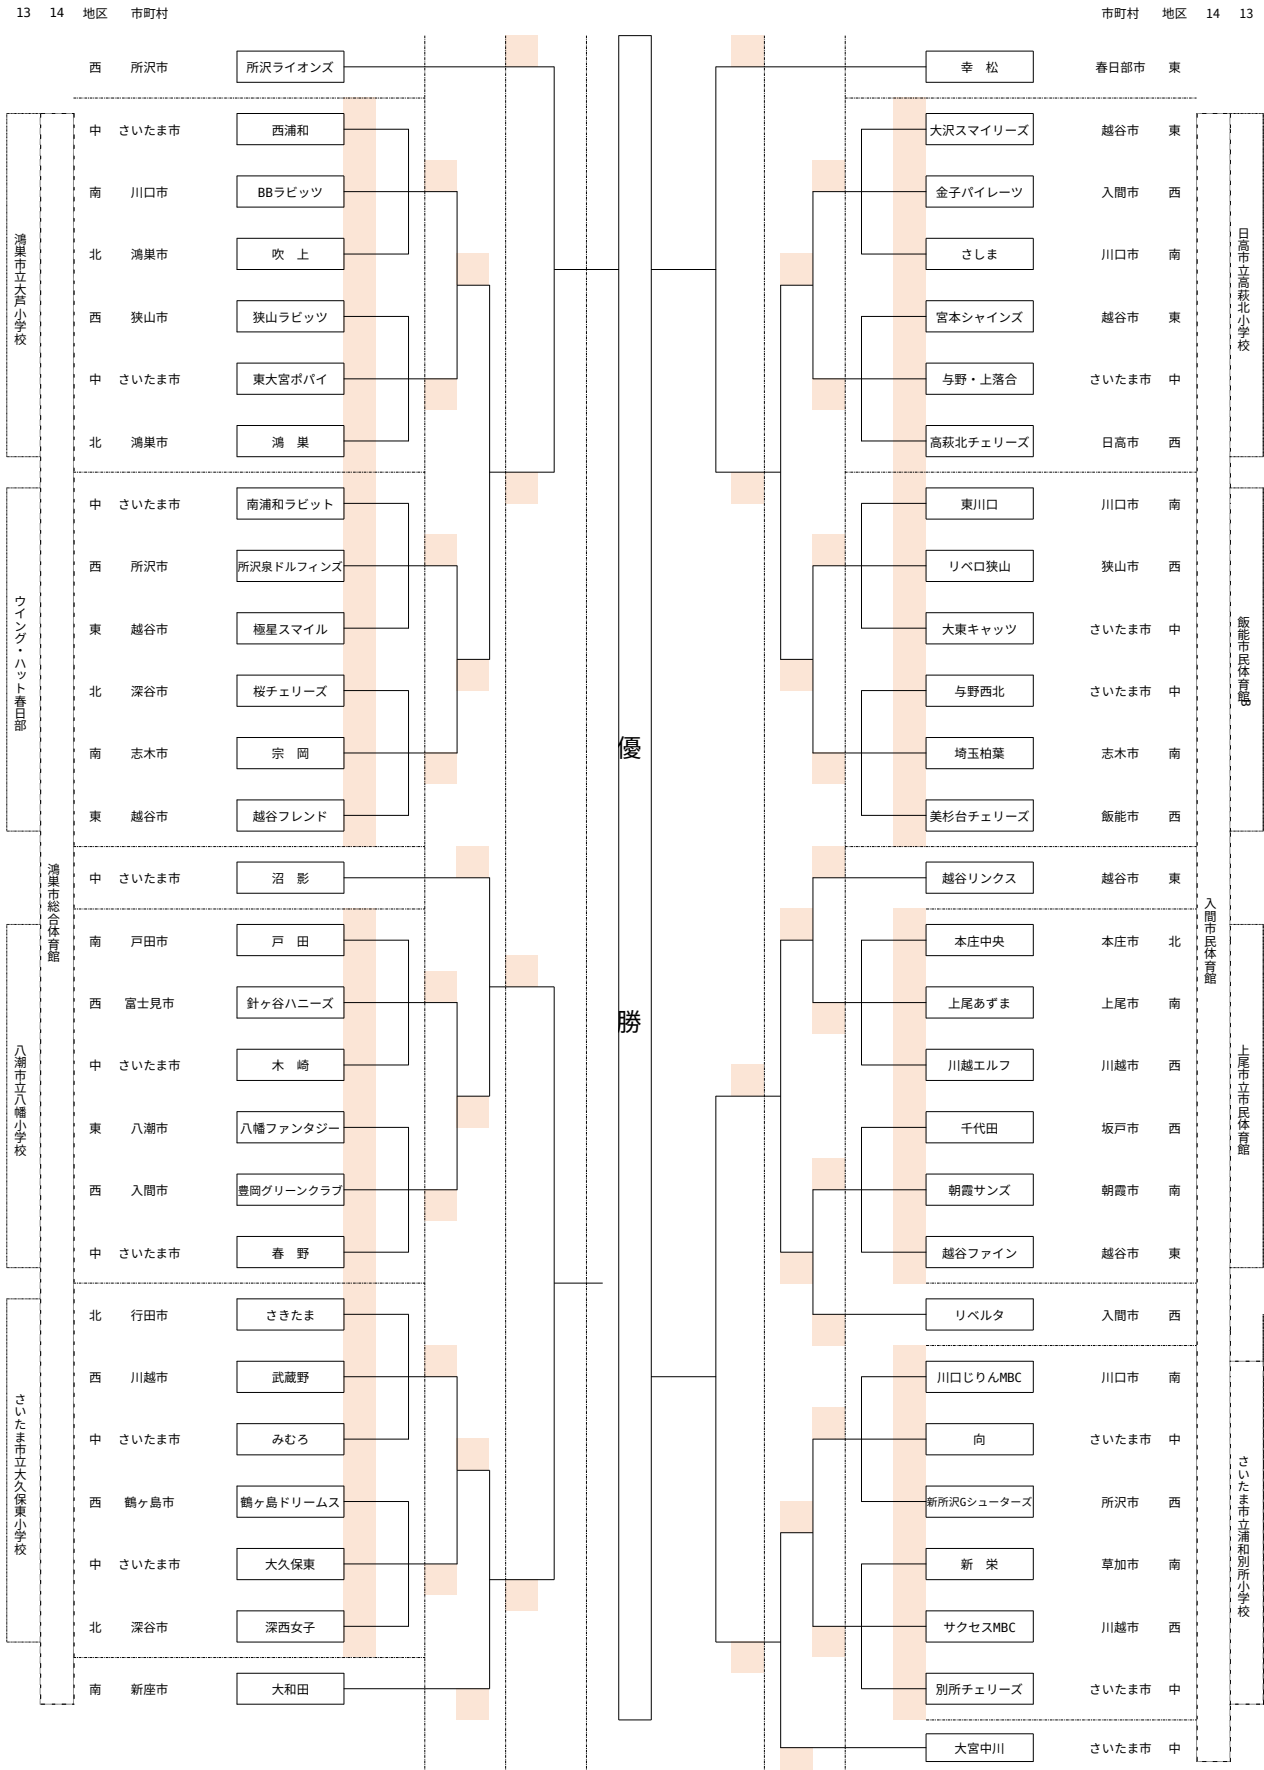 13 14 地区 市町村
西 所沢市 所沢ライオンズ
中 さいたま市 西浦和
南 川口市 BBラビッツ
北 鴻巣市 吹 上
西 狭山市 狭山ラビッツ
中 さいたま市 東大宮ポパイ
北 鴻巣市 鴻 巣
中 さいたま市 南浦和ラビット
西 所沢市 所沢泉ドルフィンズ
東 越谷市 極星スマイル
北 深谷市 桜チェリーズ
南 志木市 宗 岡
東 越谷市 越谷フレンド
中 さいたま市 沼 影
南 戸田市 戸 田
西 富士見市 針ヶ谷ハニーズ
中 さいたま市 木 崎
東 八潮市 八幡ファンタジー
西 入間市 豊岡グリーンクラブ
中 さいたま市 春 野
北 行田市 さきたま
西 川越市 武蔵野
中 さいたま市 みむろ
西 鶴ヶ島市 鶴ヶ島ドリームス
中 さいたま市 大久保東
北 深谷市 深西女子
南 新座市 大和田
鴻巣市立大芦小学校
ウイング・ハット春日部
八潮市立八幡小学校
さいたま市立大久保東小学校
鴻巣市総合体育館
優
勝
市町村 地区 14 13
幸 松 春日部市 東
大沢スマイリーズ 越谷市 東
金子パイレーツ 入間市 西
さしま 川口市 南
宮本シャインズ 越谷市 東
与野・上落合 さいたま市 中
高萩北チェリーズ 日高市 西
東川口 川口市 南
リベロ狭山 狭山市 西
大東キャッツ さいたま市 中
与野西北 さいたま市 中
埼玉柏葉 志木市 南
美杉台チェリーズ 飯能市 西
越谷リンクス 越谷市 東
本庄中央 本庄市 北
上尾あずま 上尾市 南
川越エルフ 川越市 西
千代田 坂戸市 西
朝霞サンズ 朝霞市 南
越谷ファイン 越谷市 東
リベルタ 入間市 西
川口じりんMBC 川口市 南
向 さいたま市 中
新所沢Gシューターズ 所沢市 西
新 栄 草加市 南
サクセスMBC 川越市 西
別所チェリーズ さいたま市 中
大宮中川 さいたま市 中
入間市民体育館
日高市立高萩北小学校
飯能市民体育館B
上尾市立市民体育館
さいたま市立浦和別所小学校